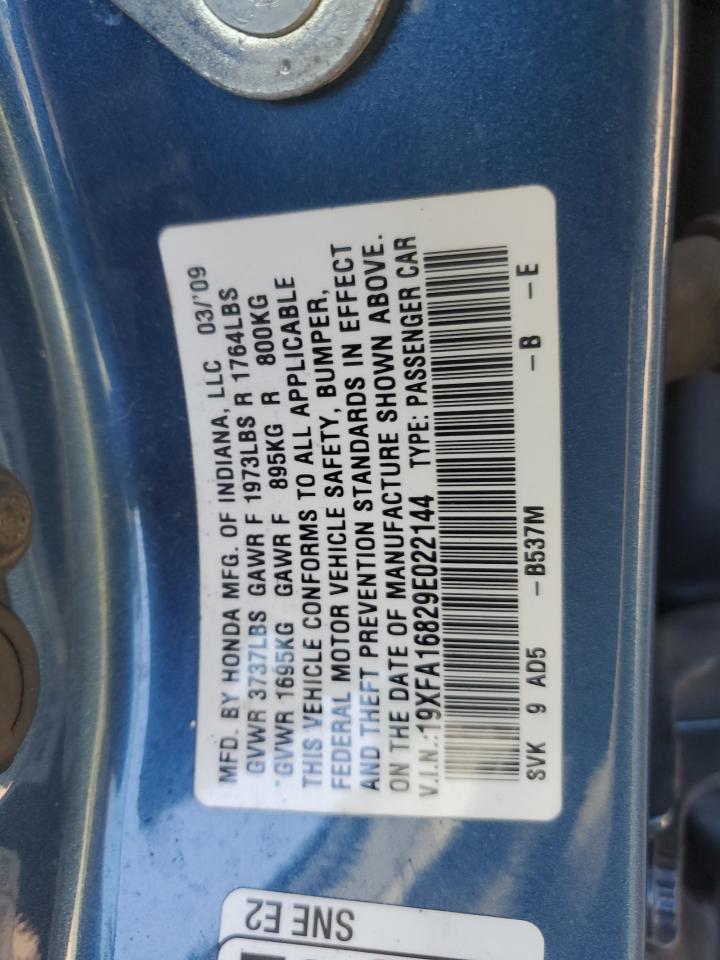 MFD. BY HONDA MFG. OF INDIANA, LLC 03/'09
GVWR 3737LBS GAWR F 1973LBS R 1764LBS
GVWR 1695KG GAWR F 895KG R 800KG
THIS VEHICLE CONFORMS TO ALL APPLICABLE
FEDERAL MOTOR VEHICLE SAFETY, BUMPER,
AND THEFT PREVENTION STANDARDS IN EFFECT
ON THE DATE OF MANUFACTURE SHOWN ABOVE.
V.I.N.:19XFA16829E022144 TYPE: PASSENGER CAR
SVK 9 AD5 -B537M -B -E
SNE E2